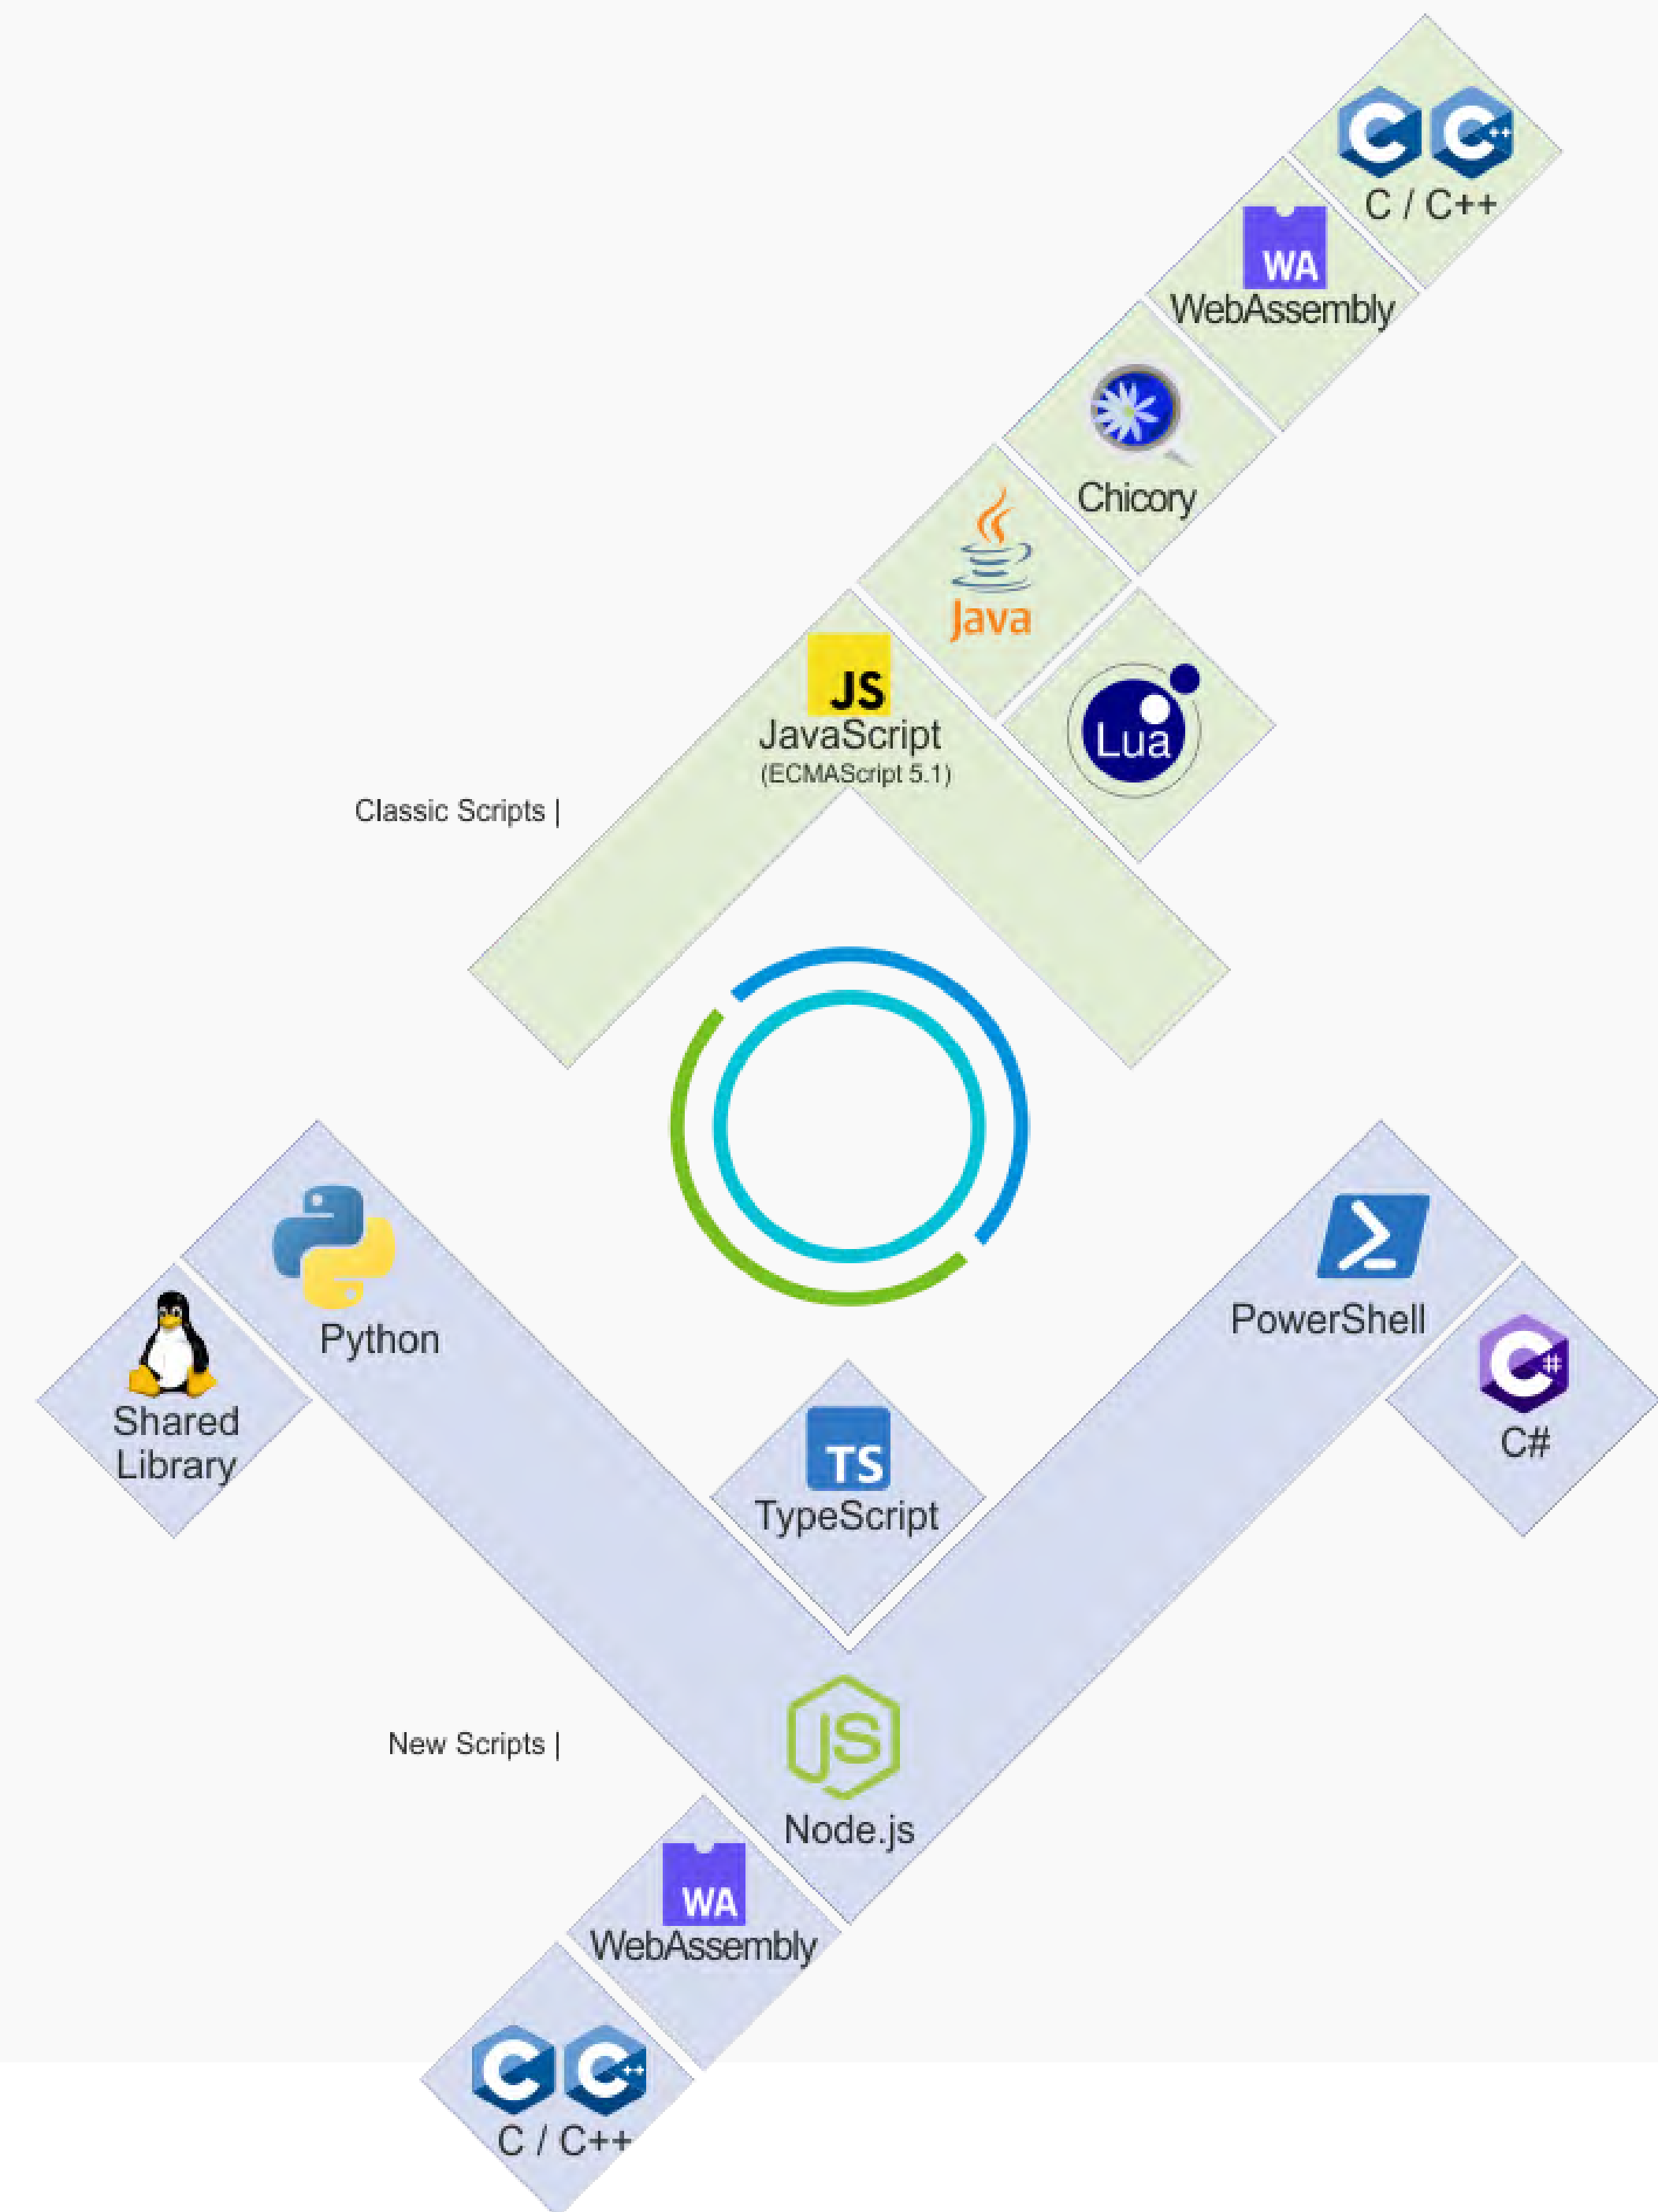 C C++
C / C++
WA
WebAssembly
Chicory
Java
JS
JavaScript
(ECMAScript 5.1)
Lua
Classic Scripts |
Python
PowerShell
Shared
Library
C#
C#
TS
TypeScript
JS
Node.js
New Scripts |
WA
WebAssembly
C C++
C / C++